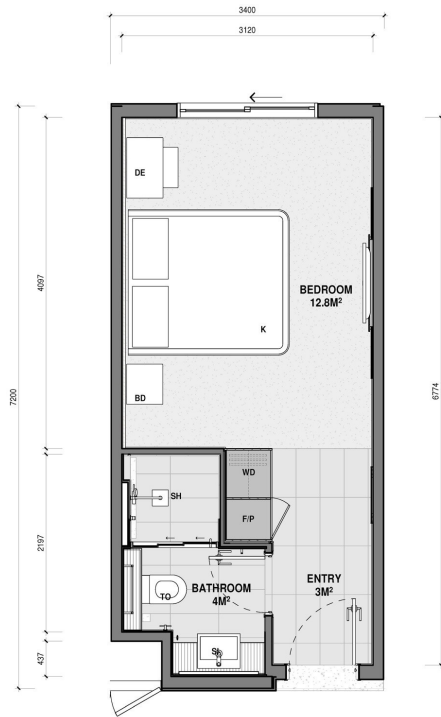 3400
3120
DE
BEDROOM
12.8M²
K
BD
4097
7200
6774
WD
SH
F/P
2197
ENTRY
3M²
BATHROOM
4M²
TO
437